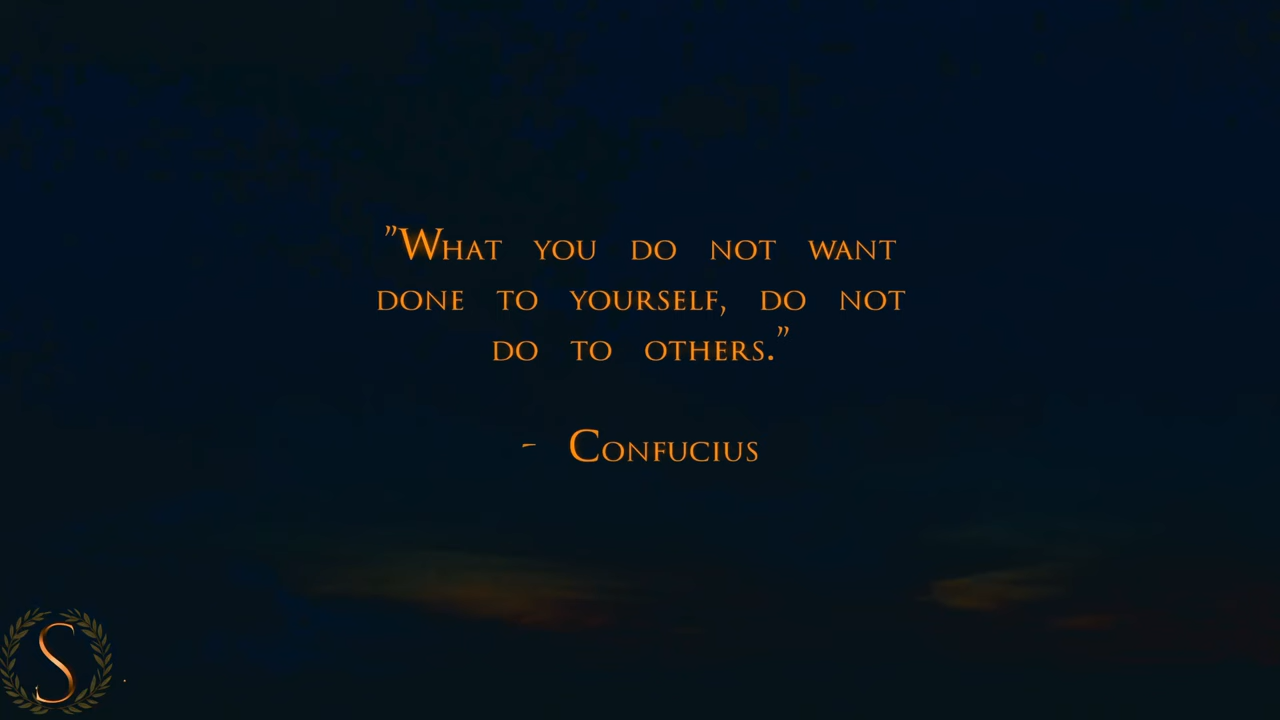 ”What you do not want
done to yourself, do not
do to others.”
- Confucius
S